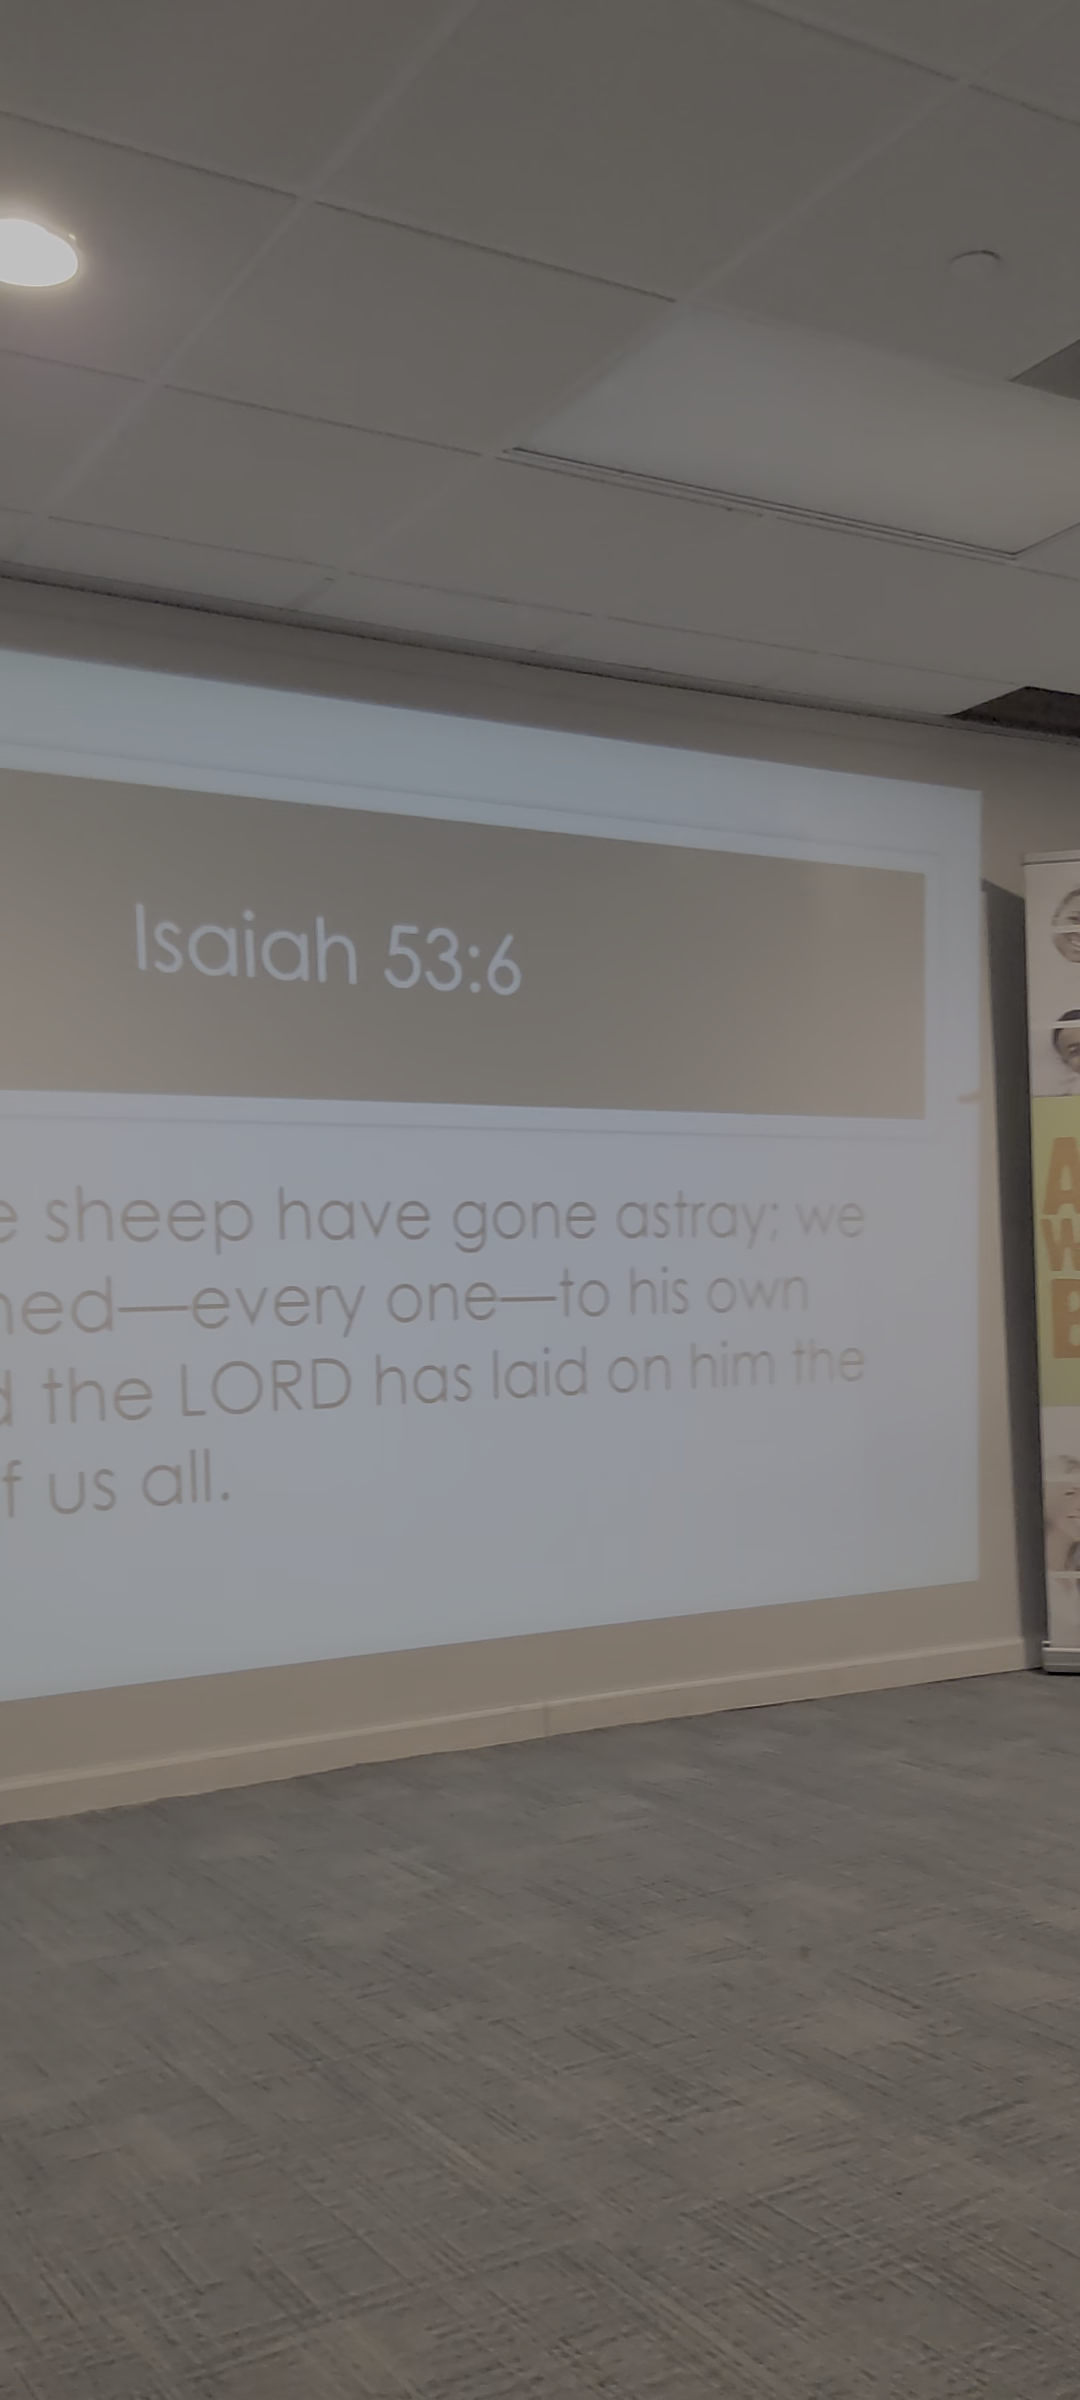 Isaiah 53:6
e sheep have gone astray; we
ned—every one—to his own
d the LORD has laid on him the
f us all.
A
W
B